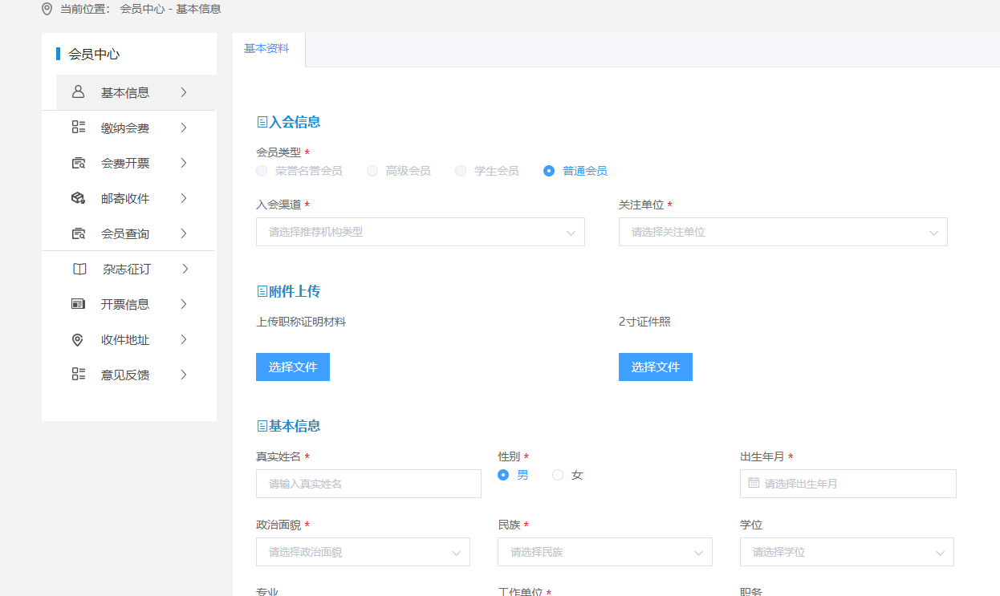 当前位置： 会员中心 - 基本信息
会员中心
基本信息
缴纳会费
会费开票
邮寄收件
会员查询
杂志征订
开票信息
收件地址
意见反馈
基本资料
入会信息
会员类型 *
荣誉名誉会员 高级会员 学生会员 普通会员
入会渠道 * 关注单位 *
请选择推荐机构类型 请选择关注单位
附件上传
上传职称证明材料 2寸证件照
选择文件 选择文件
基本信息
真实姓名 * 性别 * 出生年月 *
请输入真实姓名 男 女 请选择出生年月
政治面貌 * 民族 * 学位
请选择政治面貌 请选择民族 请选择学位
专业 工作单位 * 职务